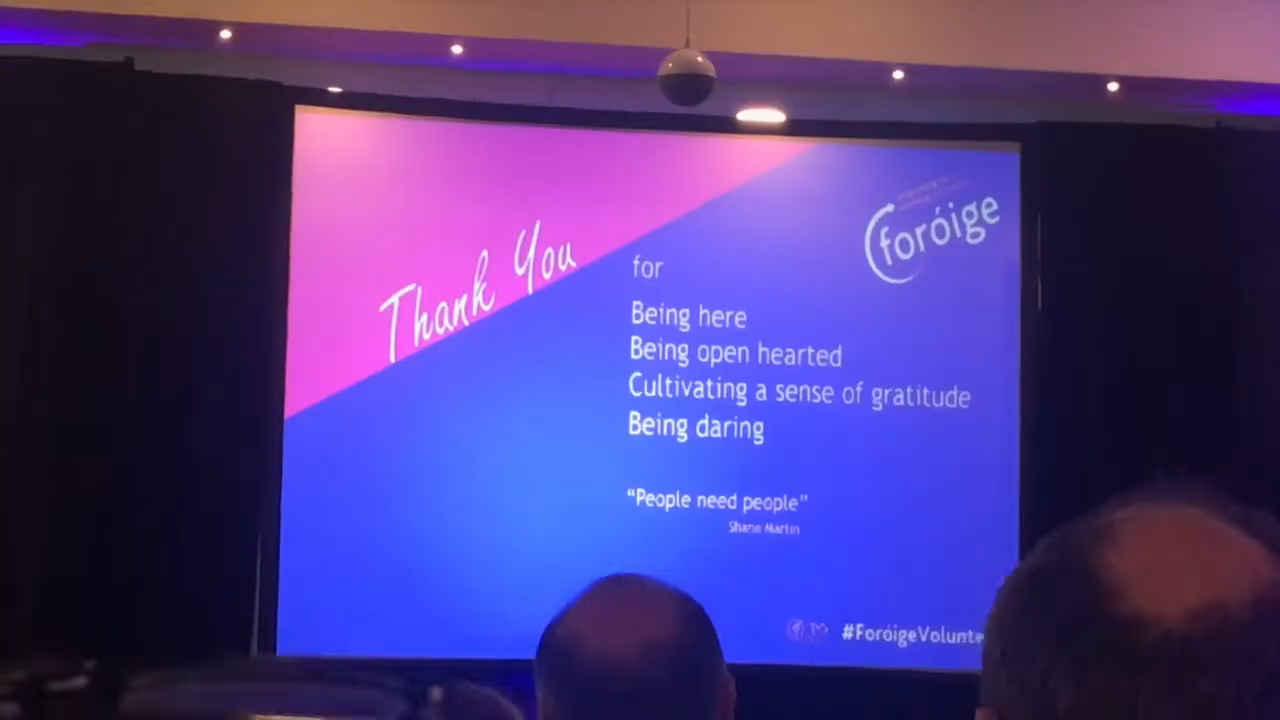 Thank You
foróige
for
Being here
Being open hearted
Cultivating a sense of gratitude
Being daring
“People need people”
Shane Martin
#ForóigeVolunte